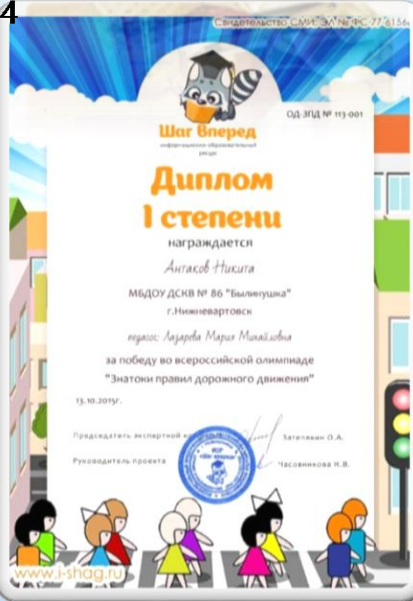 4
Свидетельство СМИ: ЭЛ № ФС 77-6156
ОД-ЗПД № 113-001
Шаг Вперед
информационно-образовательный
ресурс
Диплом
I степени
награждается
Антаков Никита
МБДОУ ДСКВ № 86 "Былинушка"
г.Нижневартовск
педагог: Лазарева Мария Михайловна
за победу во всероссийской олимпиаде
"Знатоки правил дорожного движения"
13.10.2015г.
Председатель экспертной
О.А.
Руководитель проекта
Часовникова Н.В.
www.i-shag.ru